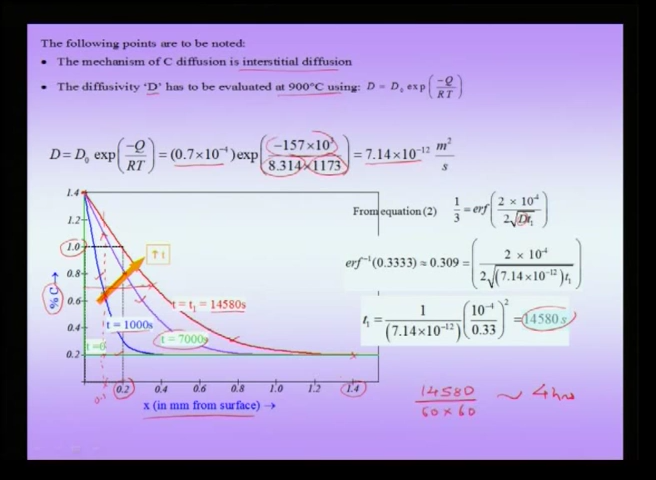 The following points are to be noted:
• The mechanism of C diffusion is interstitial diffusion
• The diffusivity 'D' has to be evaluated at 900°C using: D = D₀ exp(−Q/RT)
D = D₀ exp(−Q/RT) = (0.7×10⁻⁴) exp(−157×10³/8.314×1173) = 7.14×10⁻¹² m²/s
From equation (2) 1/3 = erf(2 × 10⁻⁴/2√Dt₁)
erf⁻¹(0.3333) ≈ 0.309 = (2 × 10⁻⁴/2√(7.14×10⁻¹²)t₁)
t₁ = 1/(7.14×10⁻¹²) (10⁻⁴/0.33)² = 14580 s
1.4
1.2
1.0
0.8
0.6
0.4
0.2
% C →
↑ t
t = t₁ = 14580s
t = 1000s
t = 7000s
t = 0
0.1
0.2 0.4 0.6 0.8 1.0 1.2 1.4
x (in mm from surface) →
14580/60×60 ~ 4 hrs